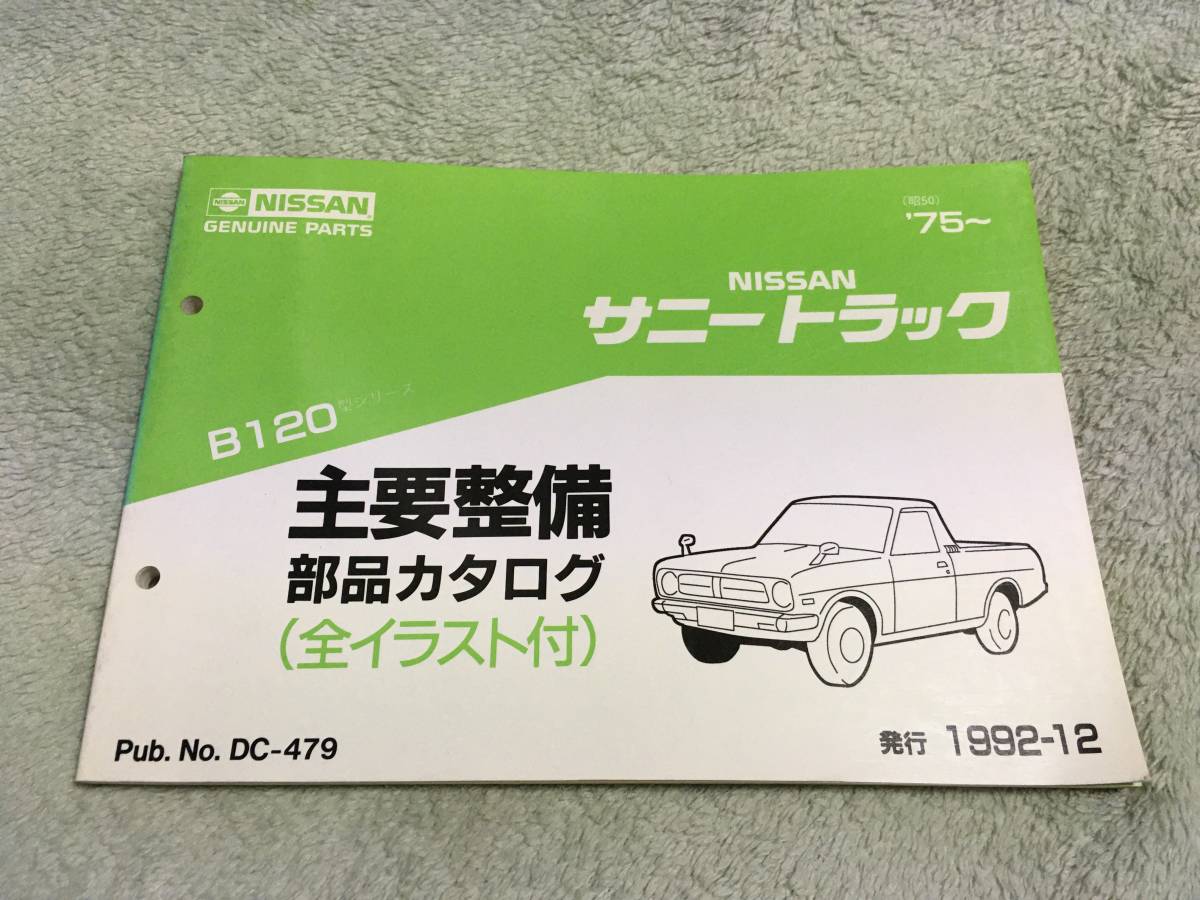 NISSAN NISSAN®
GENUINE PARTS
(昭50)
'75～
NISSAN
サニートラック
B120型シリーズ
主要整備
部品カタログ
(全イラスト付)
Pub. No. DC-479
発行 1992-12